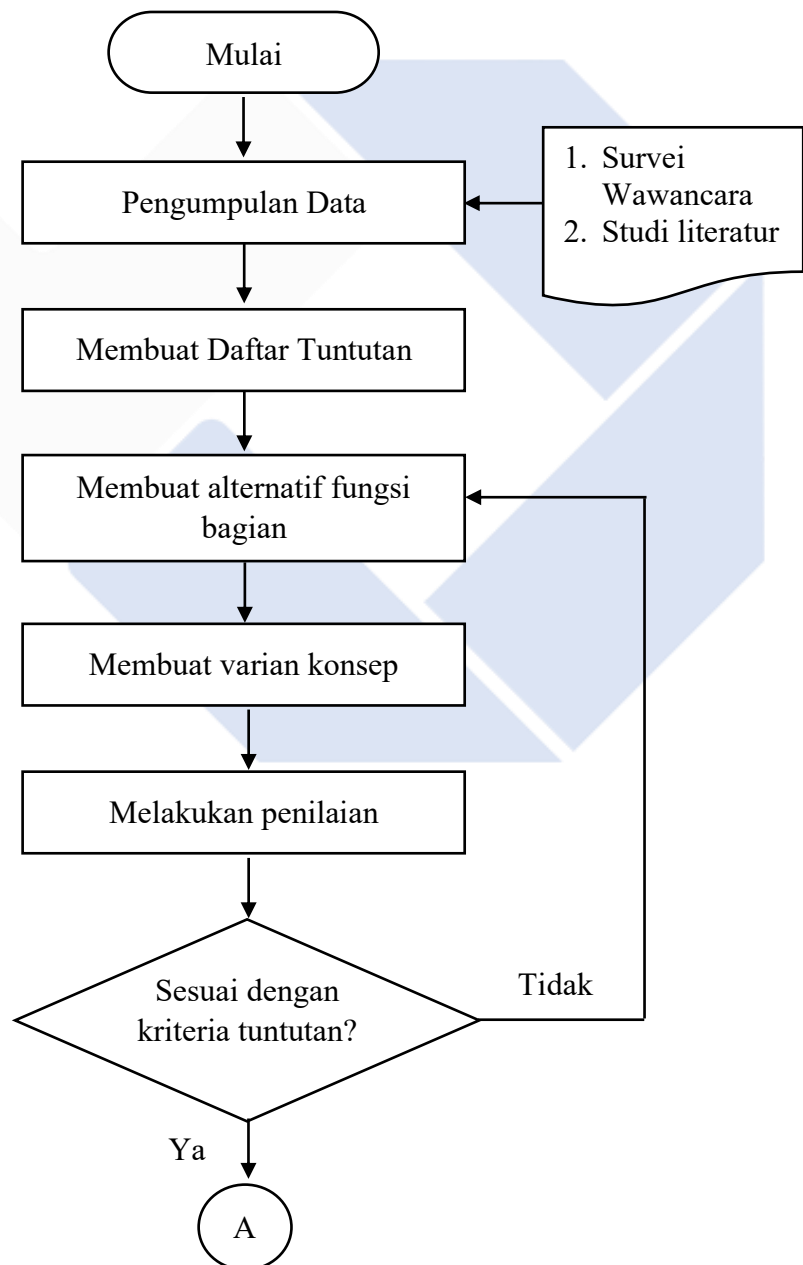 Mulai
Pengumpulan Data
1. Survei
Wawancara
2. Studi literatur
Membuat Daftar Tuntutan
Membuat alternatif fungsi
bagian
Membuat varian konsep
Melakukan penilaian
Sesuai dengan
kriteria tuntutan?
Tidak
Ya
A